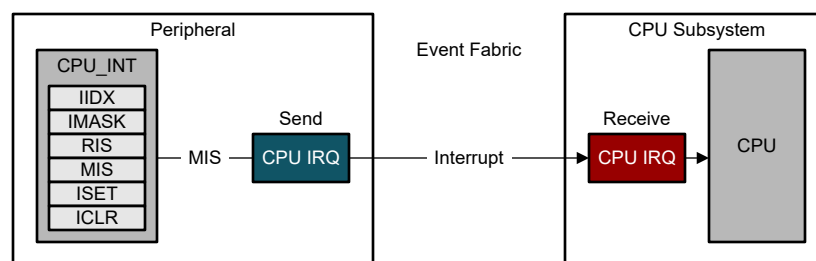 Peripheral
CPU Subsystem
Event Fabric
CPU_INT
IIDX
IMASK
RIS
MIS
ISET
ICLR
MIS
Send
CPU IRQ
Interrupt
Receive
CPU IRQ
CPU